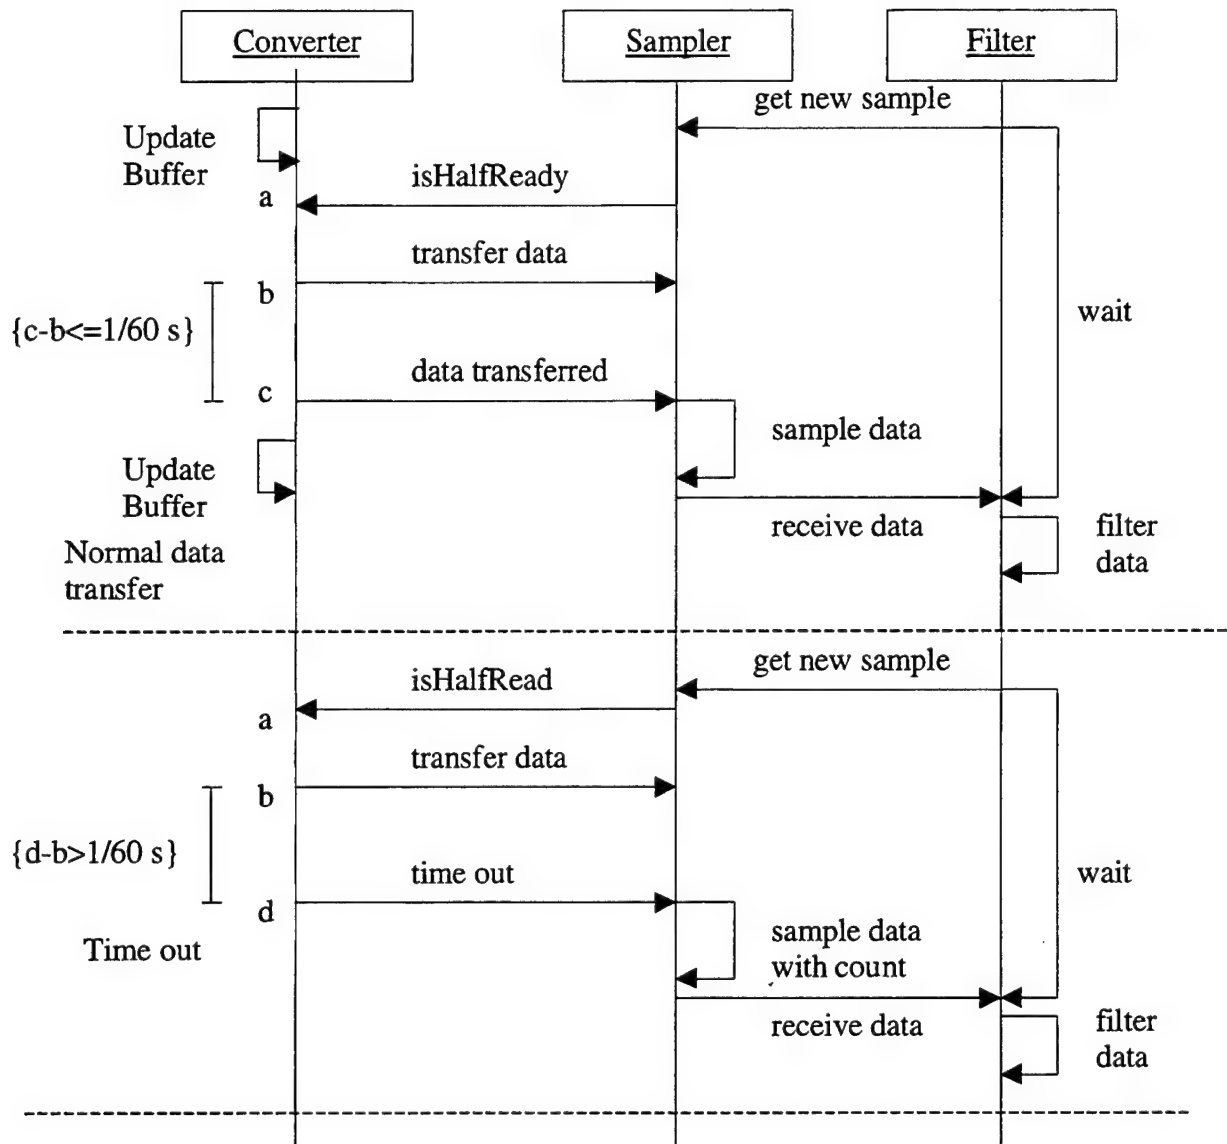 Converter
Sampler
Filter
get new sample
Update
Buffer
isHalfReady
a
transfer data
b
{c-b<=1/60 s}
wait
data transferred
c
sample data
Update
Buffer
receive data
filter
data
Normal data
transfer
get new sample
isHalfRead
a
transfer data
b
{d-b>1/60 s}
time out
wait
d
Time out
sample data
with count
receive data
filter
data